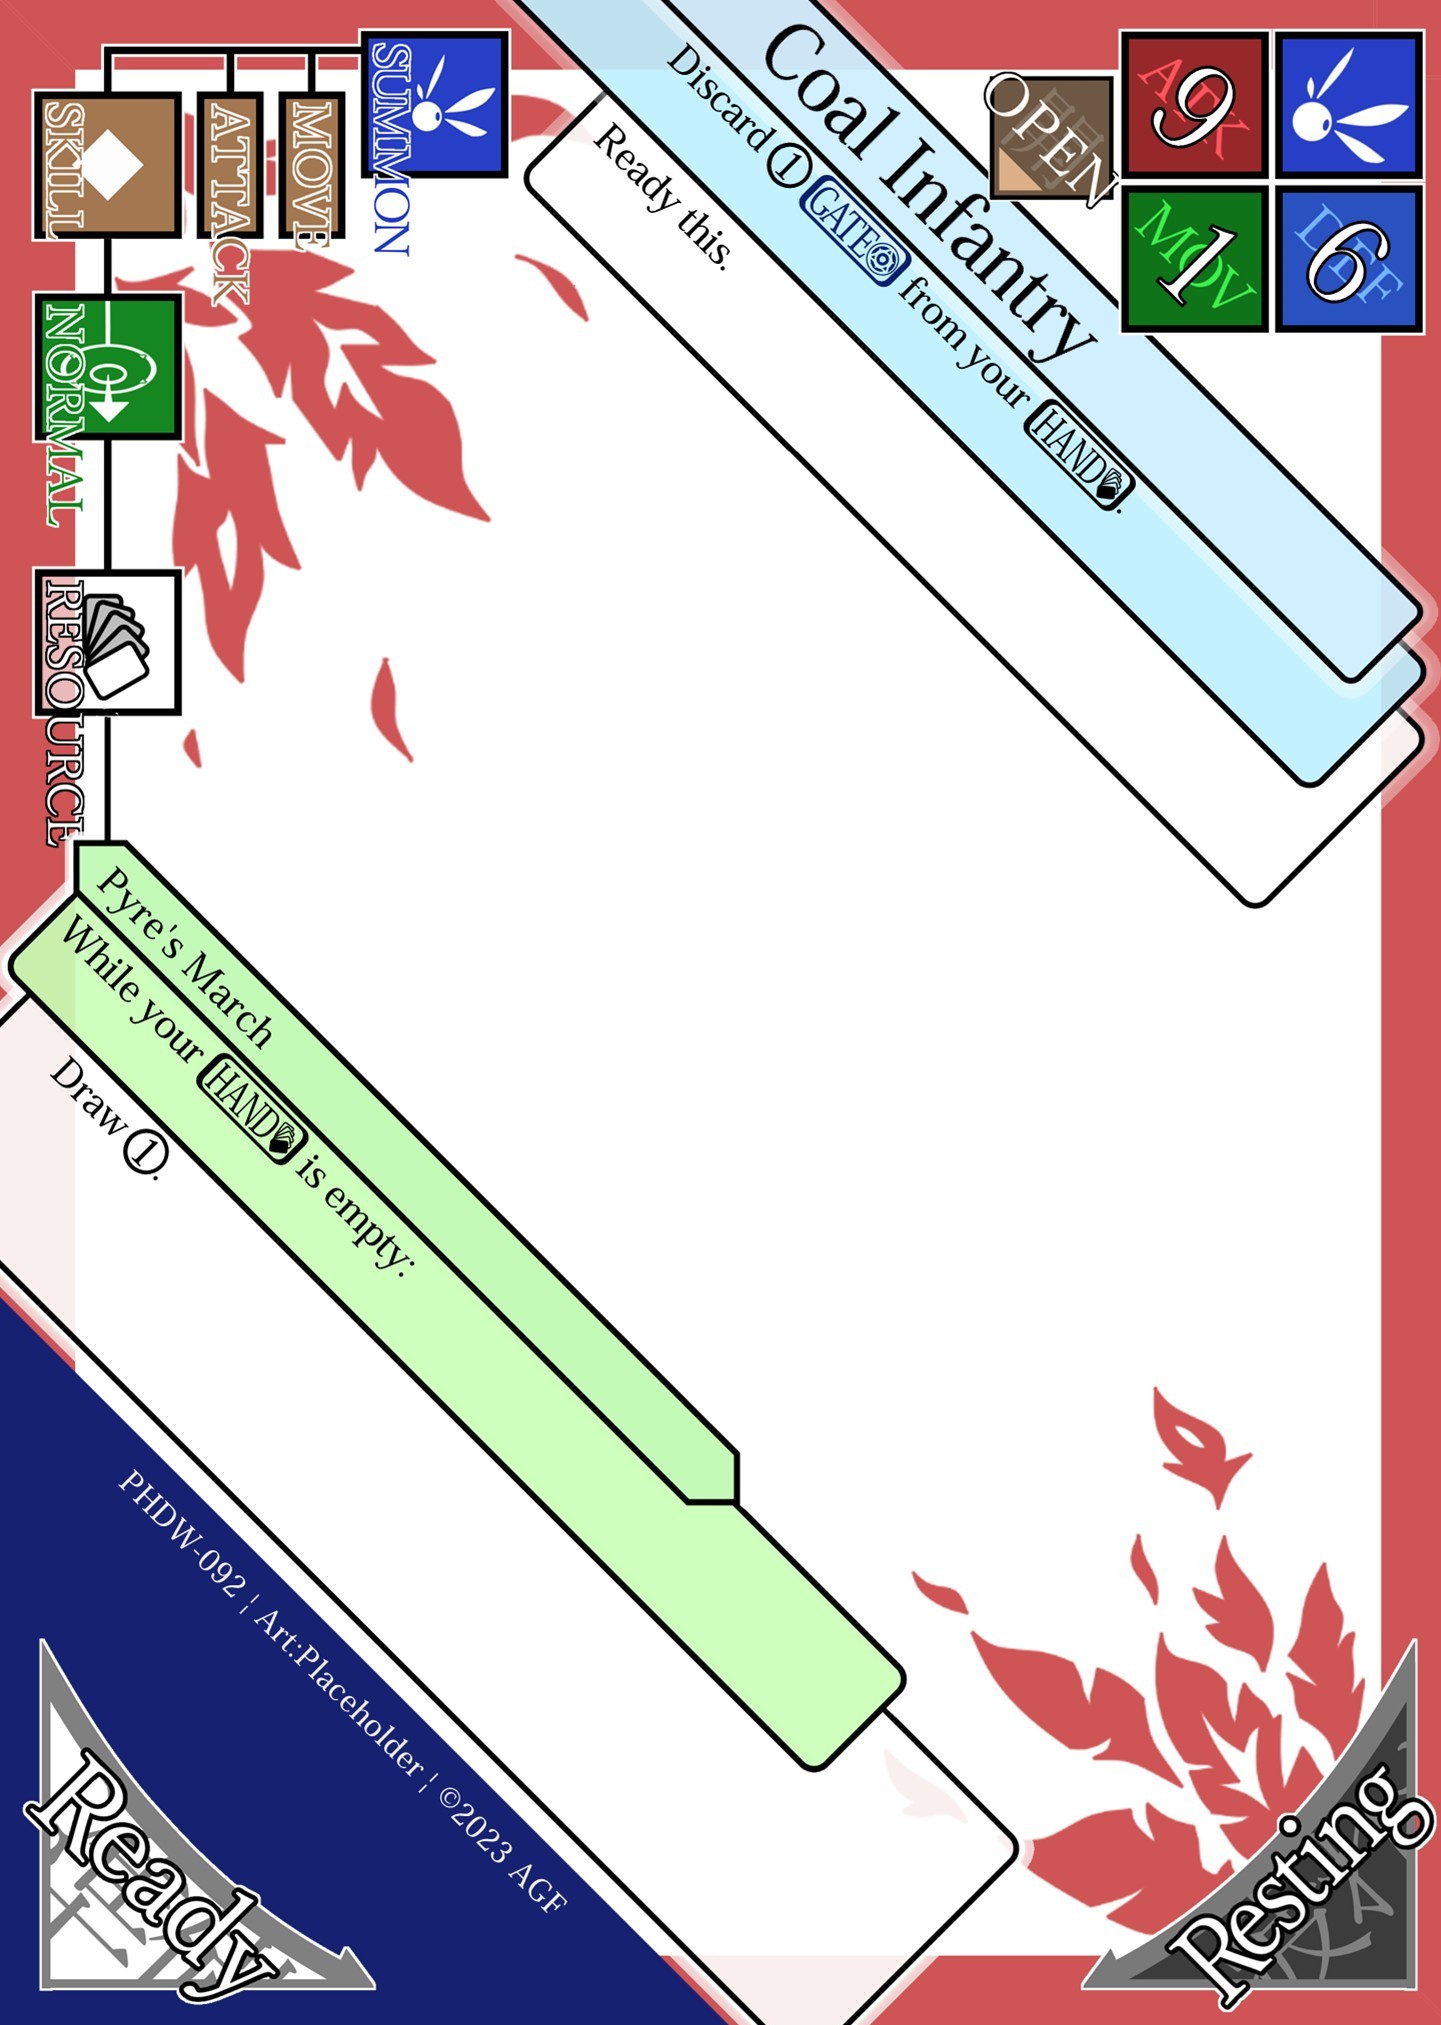 Coal Infantry
Discard ① GATE from your HAND.
Ready this.
OPEN
ATK 9
MOV 1
DEF 6
SUMMON
MOVE
ATTACK
SKILL
NORMAL
RESOURCE
Pyre's March
While your HAND is empty:
Draw ①.
PHDW-092 ¦ Art:Placeholder ¦ ©2023 AGF
Ready
Resting